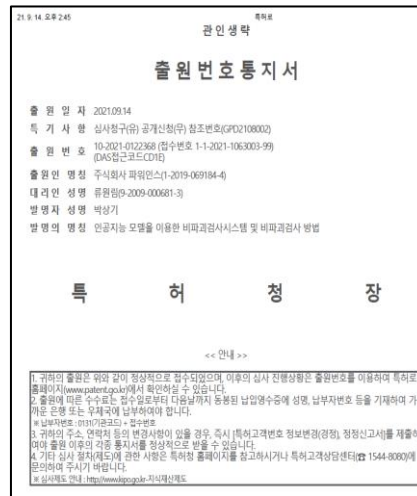 21. 9. 14. 오후 2:45
특허로
관 인 생 략
출 원 번 호 통 지 서
출 원 일 자 2021.09.14
특 기 사 항 심사청구(유) 공개신청(무) 참조번호(GPD2108002)
출 원 번 호 10-2021-0122368 (접수번호 1-1-2021-1063003-99)
(DAS접근코드CD1E)
출원인 명칭 주식회사 파워인스(1-2019-069184-4)
대리인 성명 류원림(9-2009-000681-3)
발명자 성명 박상기
발명의 명칭 인공지능 모델을 이용한 비파괴검사시스템 및 비파괴검사 방법
특 허 청 장
<< 안내 >>
1. 귀하의 출원은 위와 같이 정상적으로 접수되었으며, 이후의 심사 진행상황은 출원번호를 이용하여 특허로
홈페이지(www.patent.go.kr)에서 확인하실 수 있습니다.
2. 출원에 따른 수수료는 접수일로부터 다음날까지 동봉된 납입영수증에 성명, 납부자번호 등을 기재하여 가
까운 은행 또는 우체국에 납부하여야 합니다.
※ 납부자번호 : 0131(기관코드) + 접수번호
3. 귀하의 주소, 연락처 등의 변경사항이 있을 경우, 즉시 [특허고객번호 정보변경(경정), 정정신고서]를 제출하
여야 출원 이후의 각종 통지서를 정상적으로 받을 수 있습니다.
4. 기타 심사 절차(제도)에 관한 사항은 특허청 홈페이지를 참고하시거나 특허고객상담센터(☎ 1544-8080)에
문의하여 주시기 바랍니다.
※ 심사제도 안내 : http://www.kipo.go.kr-지식재산제도